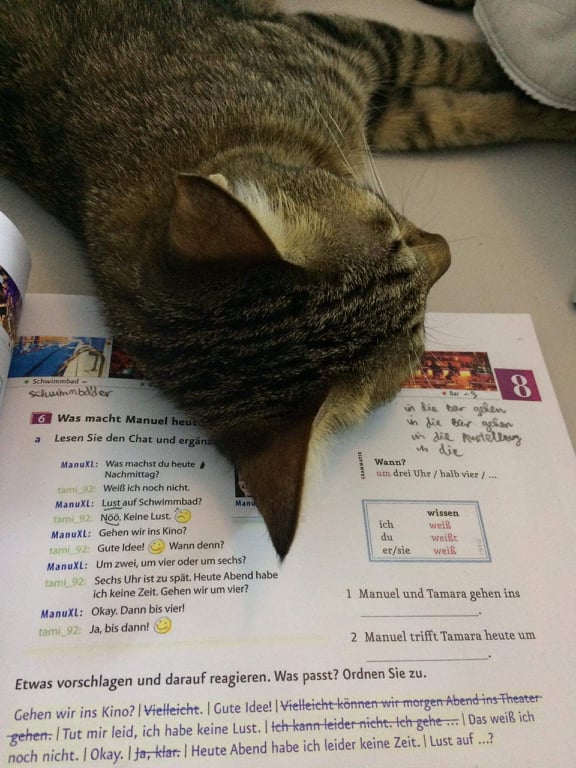 Schwimmbad
Bar
8
schwimmbäder
in die bar gehen
in die Bar gehen
in die Ausstellung
in die
6 Was macht Manuel heut
a Lesen Sie den Chat und ergänz
ManuXL: Was machst du heute
Nachmittag?
tami_92: Weiß ich noch nicht.
ManuXL: Lust auf Schwimmbad?
tami_92: Nöö. Keine Lust.
ManuXL: Gehen wir ins Kino?
tami_92: Gute Idee! Wann denn?
ManuXL: Um zwei, um vier oder um sechs?
tami_92: Sechs Uhr ist zu spät. Heute Abend habe
ich keine Zeit. Gehen wir um vier?
ManuXL: Okay. Dann bis vier!
tami_92: Ja, bis dann!
Manu
GRAMMATIK
Wann?
um drei Uhr / halb vier / ...
wissen
ich weiß
du weißt
er/sie weiß
INFO
1 Manuel und Tamara gehen ins
.
2 Manuel trifft Tamara heute um
.
Etwas vorschlagen und darauf reagieren. Was passt? Ordnen Sie zu.
Gehen wir ins Kino? | Vielleicht. | Gute Idee! | Vielleicht können wir morgen Abend ins Theater
gehen. | Tut mir leid, ich habe keine Lust. | Ich kann leider nicht. Ich gehe ... | Das weiß ich
noch nicht. | Okay. | Ja, klar. | Heute Abend habe ich leider keine Zeit. | Lust auf ...?